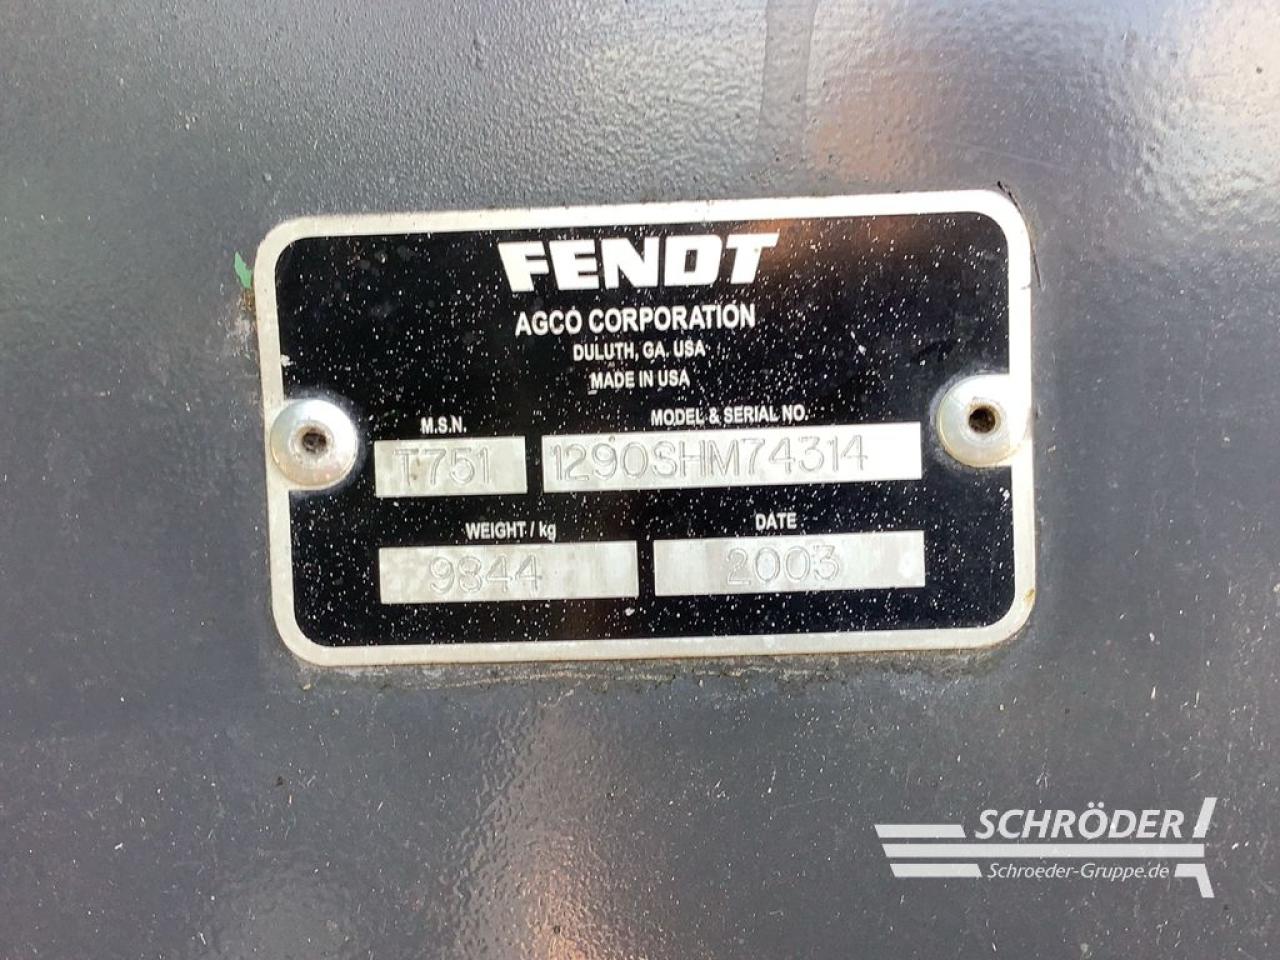 FENDT
AGCO CORPORATION
DULUTH, GA. USA
MADE IN USA
M.S.N. MODEL & SERIAL NO.
T751 1290SHM74314
WEIGHT / kg DATE
9844 2003
SCHRÖDER
Schroeder-Gruppe.de